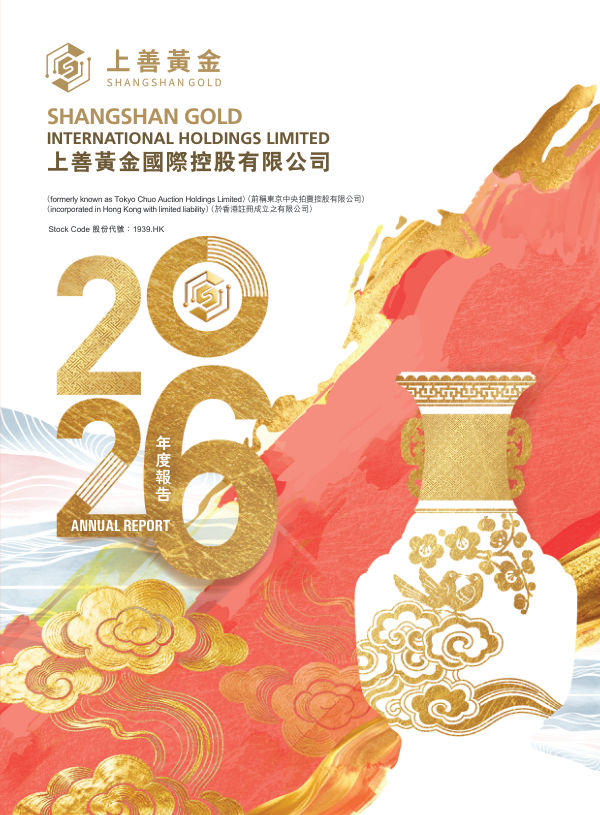 上善黃金
SHANGSHAN GOLD
SHANGSHAN GOLD
INTERNATIONAL HOLDINGS LIMITED
上善黃金國際控股有限公司
(formerly known as Tokyo Chuo Auction Holdings Limited) (前稱東京中央拍賣控股有限公司)
(incorporated in Hong Kong with limited liability) (於香港註冊成立之有限公司)
Stock Code 股份代號：1939.HK
20
26
年度報告
ANNUAL REPORT